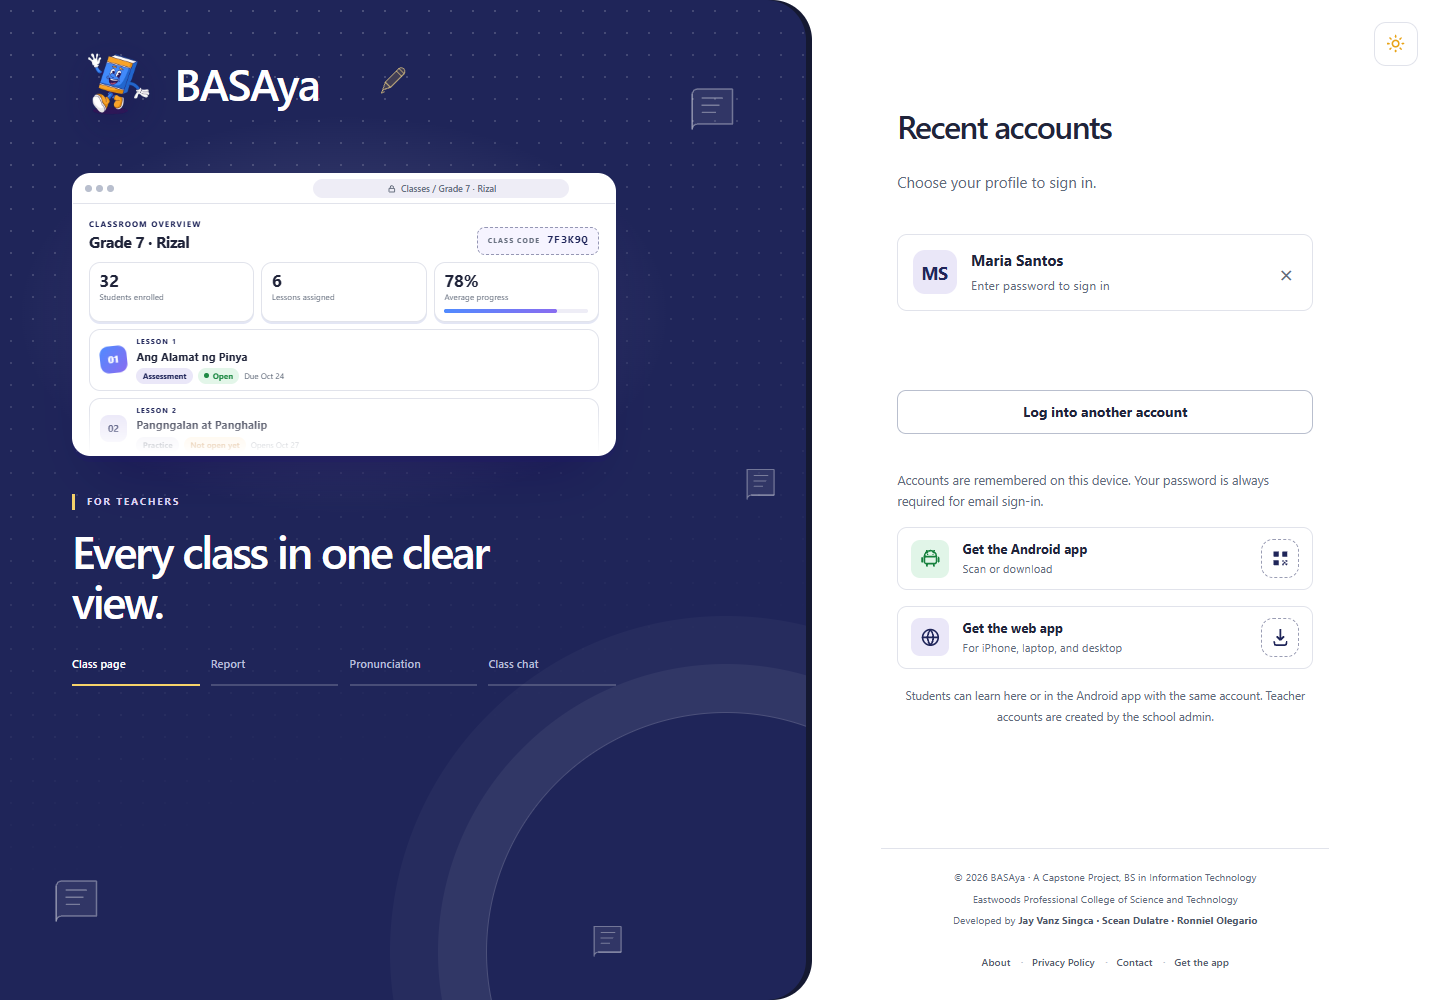 BASAya
Classes / Grade 7 · Rizal
CLASSROOM OVERVIEW
Grade 7 · Rizal
CLASS CODE 7F3K9Q
32
Students enrolled
6
Lessons assigned
78%
Average progress
LESSON 1
01
Ang Alamat ng Pinya
Assessment Open Due Oct 24
LESSON 2
02
Pangngalan at Panghalip
Practice Not open yet Opens Oct 27
FOR TEACHERS
Every class in one clear
view.
Class page Report Pronunciation Class chat
Recent accounts
Choose your profile to sign in.
MS
Maria Santos
Enter password to sign in
Log into another account
Accounts are remembered on this device. Your password is always
required for email sign-in.
Get the Android app
Scan or download
Get the web app
For iPhone, laptop, and desktop
Students can learn here or in the Android app with the same account. Teacher
accounts are created by the school admin.
© 2026 BASAya · A Capstone Project, BS in Information Technology
Eastwoods Professional College of Science and Technology
Developed by Jay Vanz Singca · Scean Dulatre · Ronniel Olegario
About · Privacy Policy · Contact · Get the app